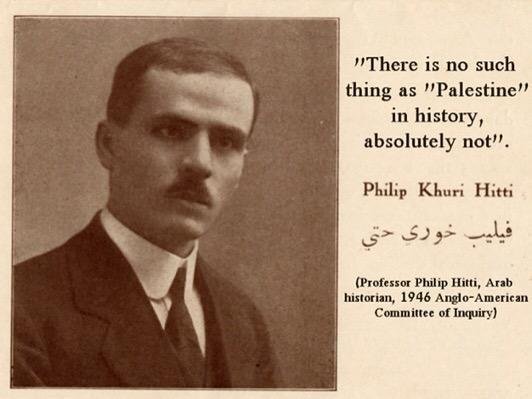 "There is no such
thing as "Palestine"
in history,
absolutely not".
Philip Khuri Hitti
فيليب خوري حتي
(Professor Philip Hitti, Arab
historian, 1946 Anglo-American
Committee of Inquiry)